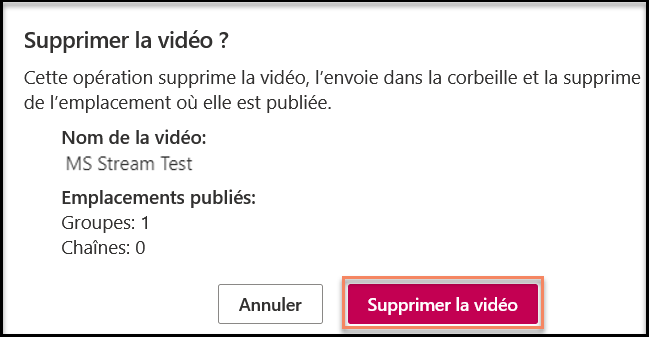 Supprimer la vidéo ?
Cette opération supprime la vidéo, l’envoie dans la corbeille et la supprime
de l’emplacement où elle est publiée.
Nom de la vidéo:
MS Stream Test
Emplacements publiés:
Groupes: 1
Chaînes: 0
Annuler
Supprimer la vidéo